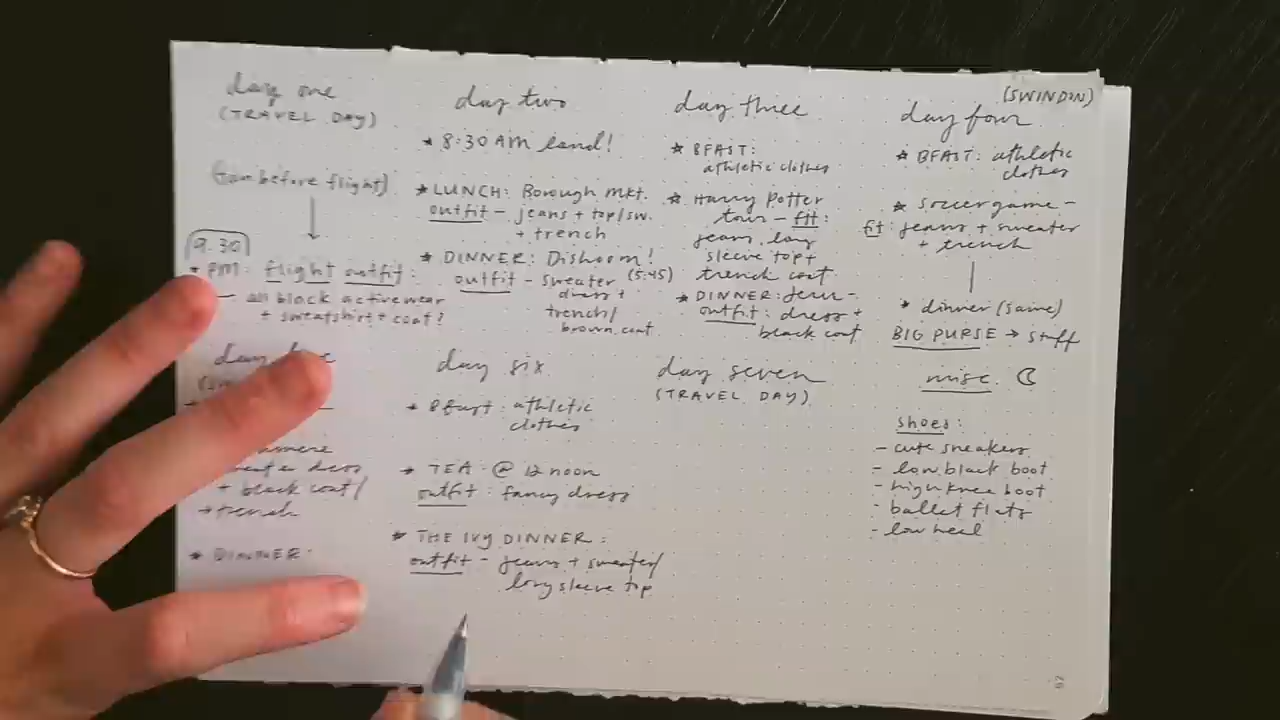 day one
(TRAVEL DAY)
(Gym before flight)
9.30
* PM: flight outfit:
— all black activewear
+ sweatshirt + coat?
day two
* 8:30 AM land!
* LUNCH: Borough mkt.
outfit - jeans + top/sw.
+ trench
* DINNER: Dishoom!
(5:45)
outfit - sweater
dress +
trench/
brown coat
day three
* BFAST:
athletic clothes
* Harry Potter
tour - fit:
jeans, long
sleeve top +
trench coat
* DINNER:
outfit: dress +
black coat
(SWINDON)
day four
* BFAST: athletic
clothes
* Soccer game -
fit: jeans + sweater
+ trench
* dinner (same)
BIG PURSE → stuff
day
dress
+ black coat/
→ trench
* DINNER:
day six
* Bfast: athletic
clothes
* TEA @ 12 noon
outfit: fancy dress
* THE IVY DINNER:
outfit - jeans + sweater/
long sleeve top
day seven
(TRAVEL DAY)
misc.
shoes:
- cute sneakers
- low black boot
- high knee boot
- ballet flats
- low heel
62